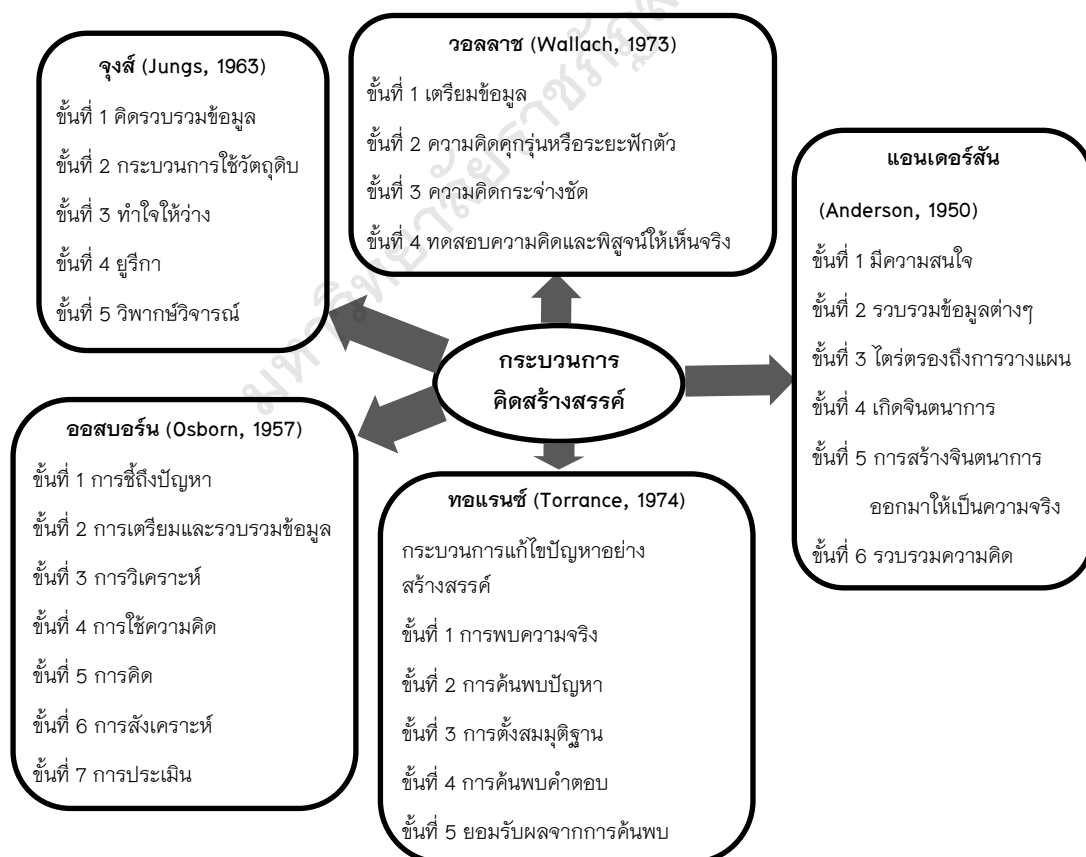 จุงส์ (Jungs, 1963)
ขั้นที่ 1 คิดรวบรวมข้อมูล
ขั้นที่ 2 กระบวนการใช้วัตถุดิบ
ขั้นที่ 3 ทำใจให้ว่าง
ขั้นที่ 4 ยูรีกา
ขั้นที่ 5 วิพากษ์วิจารณ์
วอลลาช (Wallach, 1973)
ขั้นที่ 1 เตรียมข้อมูล
ขั้นที่ 2 ความคิดคุกรุ่นหรือระยะฟักตัว
ขั้นที่ 3 ความคิดกระจ่างชัด
ขั้นที่ 4 ทดสอบความคิดและพิสูจน์ให้เห็นจริง
แอนเดอร์สัน
(Anderson, 1950)
ขั้นที่ 1 มีความสนใจ
ขั้นที่ 2 รวบรวมข้อมูลต่างๆ
ขั้นที่ 3 ไตร่ตรองถึงการวางแผน
ขั้นที่ 4 เกิดจินตนาการ
ขั้นที่ 5 การสร้างจินตนาการ
ออกมาให้เป็นความจริง
ขั้นที่ 6 รวบรวมความคิด
กระบวนการ
คิดสร้างสรรค์
ออสบอร์น (Osborn, 1957)
ขั้นที่ 1 การชี้ถึงปัญหา
ขั้นที่ 2 การเตรียมและรวบรวมข้อมูล
ขั้นที่ 3 การวิเคราะห์
ขั้นที่ 4 การใช้ความคิด
ขั้นที่ 5 การคิด
ขั้นที่ 6 การสังเคราะห์
ขั้นที่ 7 การประเมิน
ทอแรนซ์ (Torrance, 1974)
กระบวนการแก้ไขปัญหาอย่าง
สร้างสรรค์
ขั้นที่ 1 การพบความจริง
ขั้นที่ 2 การค้นพบปัญหา
ขั้นที่ 3 การตั้งสมมุติฐาน
ขั้นที่ 4 การค้นพบคำตอบ
ขั้นที่ 5 ยอมรับผลจากการค้นพบ